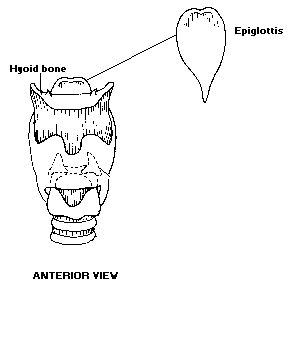 Epiglottis
Hyoid bone
ANTERIOR VIEW